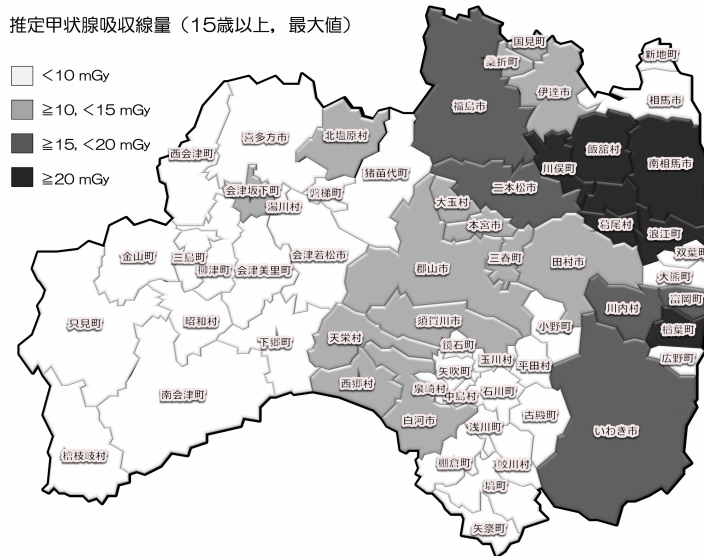 推定甲状腺吸収線量（15歳以上，最大値）
＜10 mGy
≧10，＜15 mGy
≧15，＜20 mGy
≧20 mGy
国見町
桑折町
新地町
伊達市
相馬市
福島市
喜多方市
北塩原村
西会津町
猪苗代町
川俣町
飯舘村
南相馬市
会津坂下町
磐梯町
湯川村
二本松市
大玉村
本宮市
葛尾村
浪江町
双葉町
大熊町
金山町
三島町
柳津町
会津美里町
会津若松市
郡山市
三春町
田村市
富岡町
川内村
只見町
昭和村
下郷町
天栄村
須賀川市
小野町
楢葉町
広野町
鏡石町
矢吹町
玉川村
平田村
南会津町
西郷村
泉崎村
中島村
石川町
白河市
浅川町
古殿町
いわき市
檜枝岐村
棚倉町
鮫川村
塙町
矢祭町